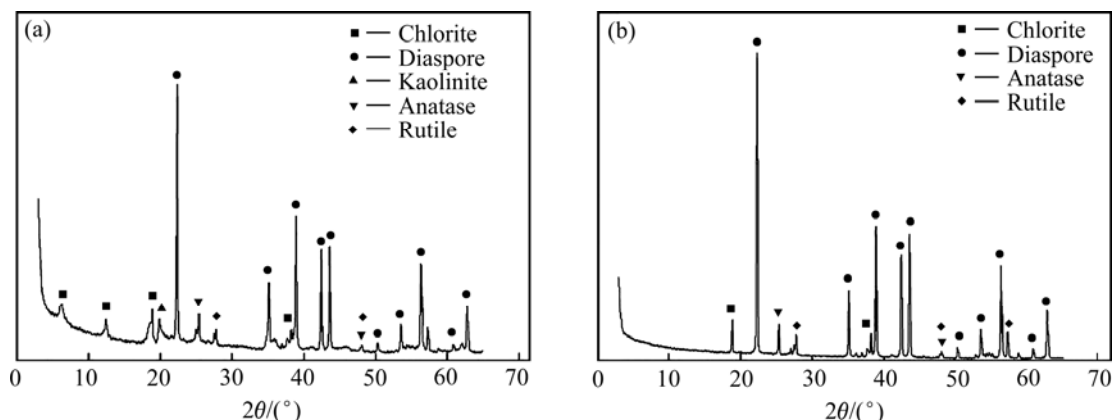 (a)
■ — Chlorite
● — Diaspore
▲ — Kaolinite
▼ — Anatase
◆ — Rutile
0 10 20 30 40 50 60 70
2θ/(°)
(b)
■ — Chlorite
● — Diaspore
▼ — Anatase
◆ — Rutile
0 10 20 30 40 50 60 70
2θ/(°)